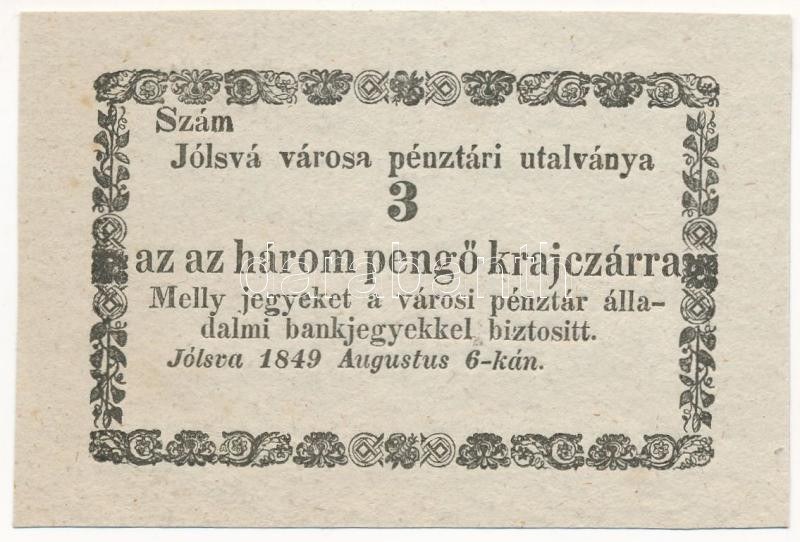 Szám
Jólsvá városa pénztári utalványa
3
az az három pengő krajczárra
Melly jegyeket a városi pénztár álla-
dalmi bankjegyekkel biztositt.
Jólsva 1849 Augustus 6-kán.